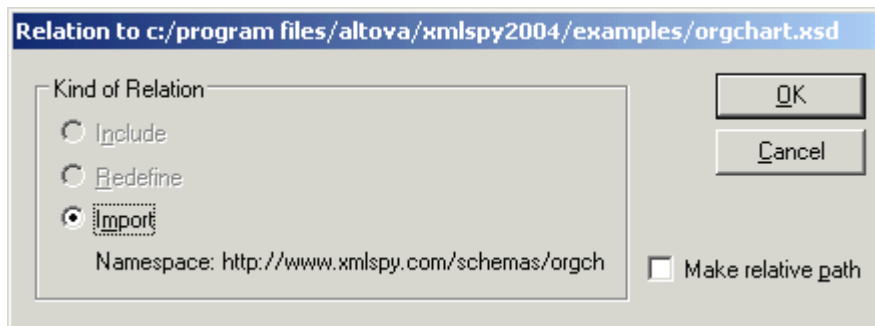 Relation to c:/program files/altova/xmlspy2004/examples/orgchart.xsd
Kind of Relation
Include
Redefine
Import
Namespace: http://www.xmlspy.com/schemas/orgch
OK
Cancel
Make relative path